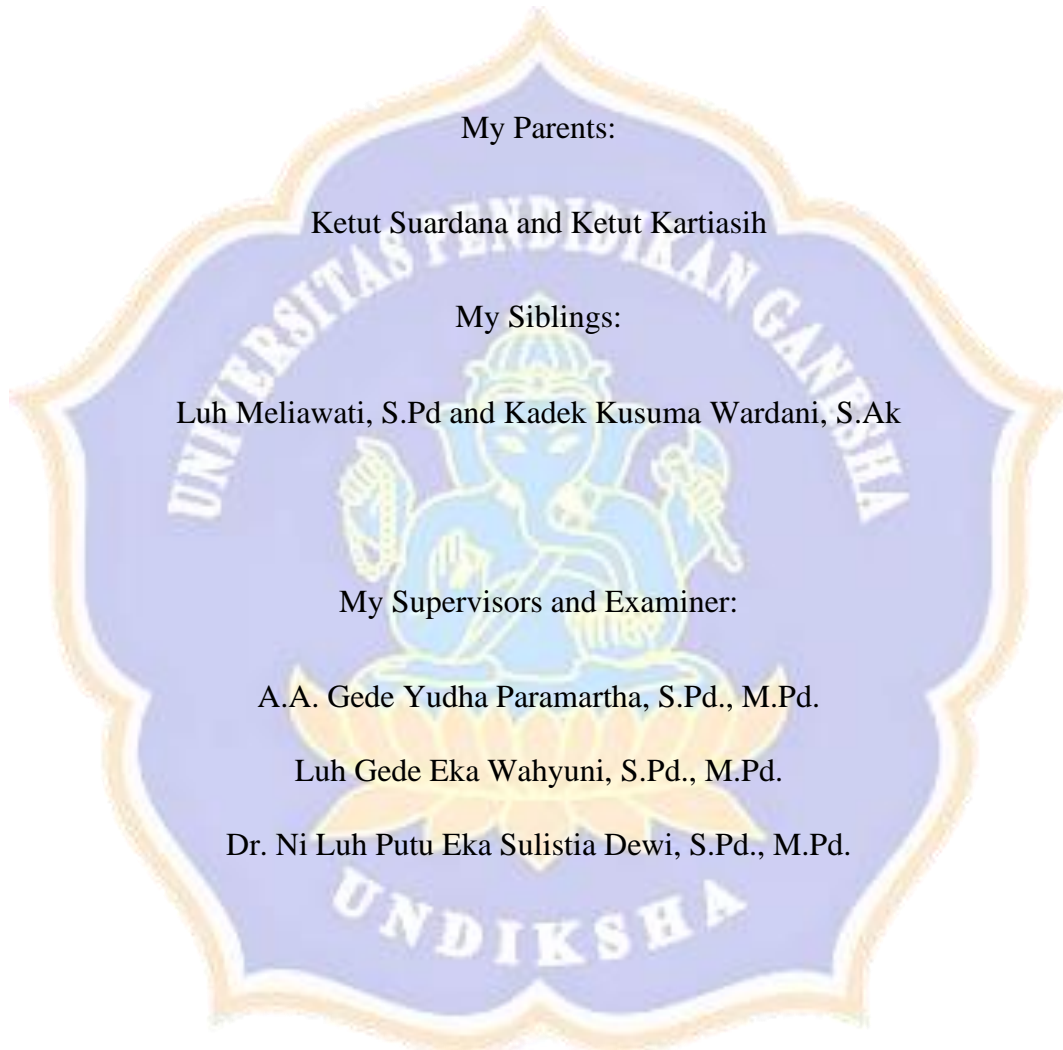 My Parents:
Ketut Suardana and Ketut Kartiasih
UNIVERSITAS PENDIDIKAN GANESHA
My Siblings:
Luh Meliawati, S.Pd and Kadek Kusuma Wardani, S.Ak
My Supervisors and Examiner:
A.A. Gede Yudha Paramartha, S.Pd., M.Pd.
Luh Gede Eka Wahyuni, S.Pd., M.Pd.
Dr. Ni Luh Putu Eka Sulistia Dewi, S.Pd., M.Pd.
UNDIKSHA